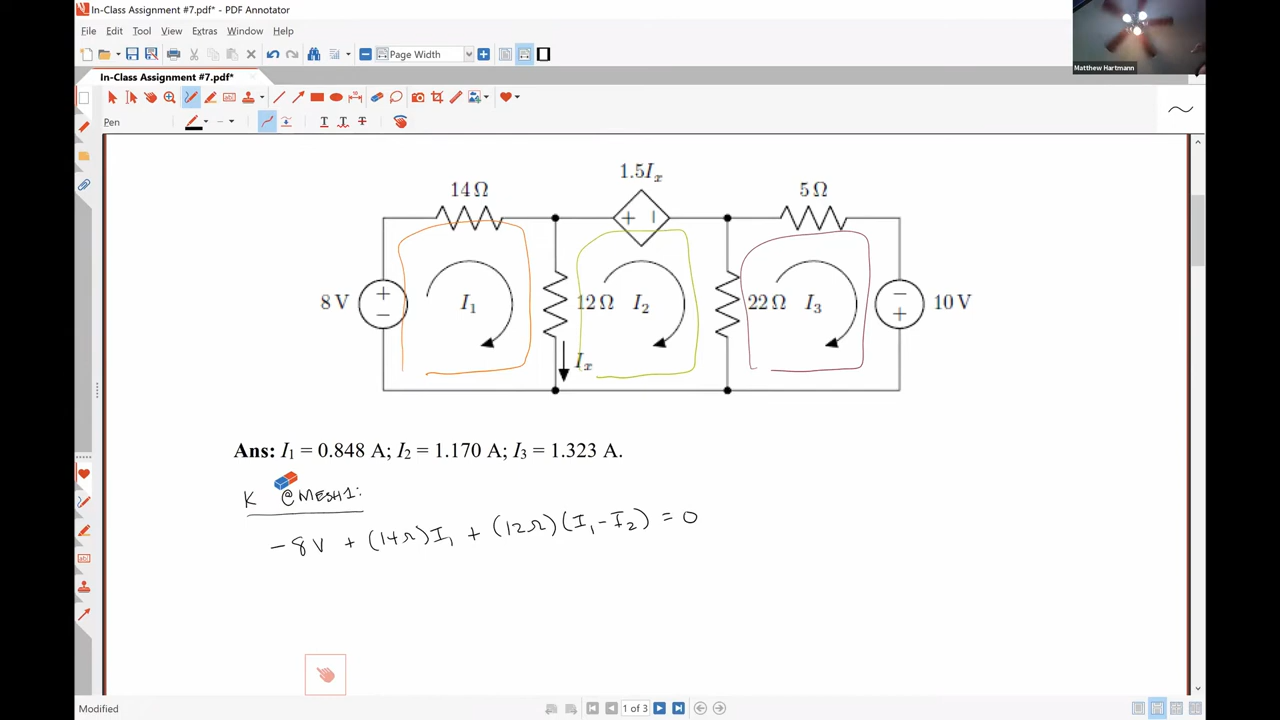 In-Class Assignment #7.pdf* - PDF Annotator
File Edit Tool View Extras Window Help
Page Width
In-Class Assignment #7.pdf*
Pen
Matthew Hartmann
1.5Iₓ
14 Ω
5 Ω
+ −
8 V
+
−
I₁
12 Ω
I₂
22 Ω
I₃
−
+
10 V
Iₓ
Ans: I₁ = 0.848 A; I₂ = 1.170 A; I₃ = 1.323 A.
K @MESH1:
-8V + (14Ω)I₁ + (12Ω)(I₁-I₂) = 0
Modified
1 of 3